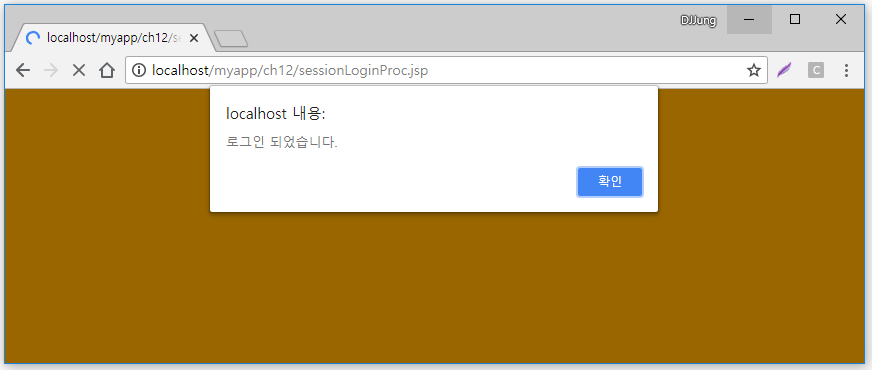 DJJung
localhost/myapp/ch12/se
localhost/myapp/ch12/sessionLoginProc.jsp
C
localhost 내용:
로그인 되었습니다.
확인